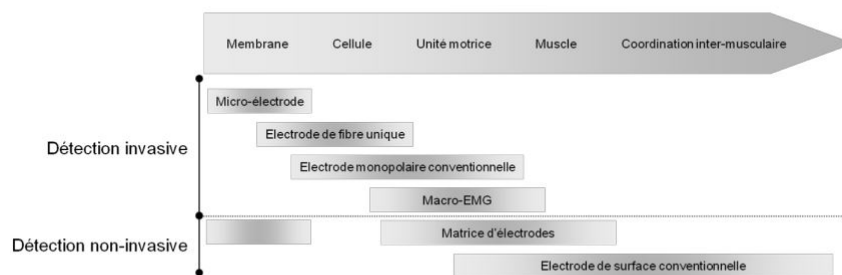 Membrane Cellule Unité motrice Muscle Coordination inter-musculaire
Micro-électrode
Electrode de fibre unique
Détection invasive
Electrode monopolaire conventionnelle
Macro-EMG
Matrice d'électrodes
Détection non-invasive
Electrode de surface conventionnelle